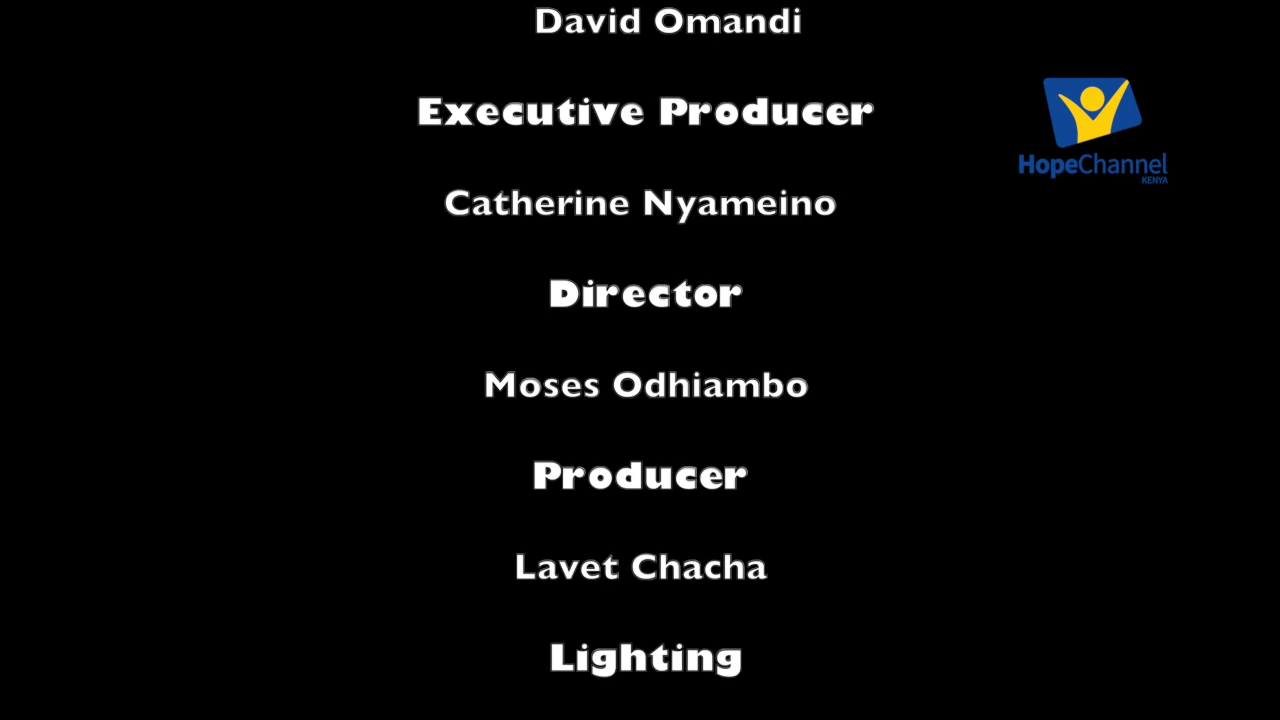 David Omandi
Executive Producer
Catherine Nyameino
Director
Moses Odhiambo
Producer
Lavet Chacha
Lighting
HopeChannel
KENYA